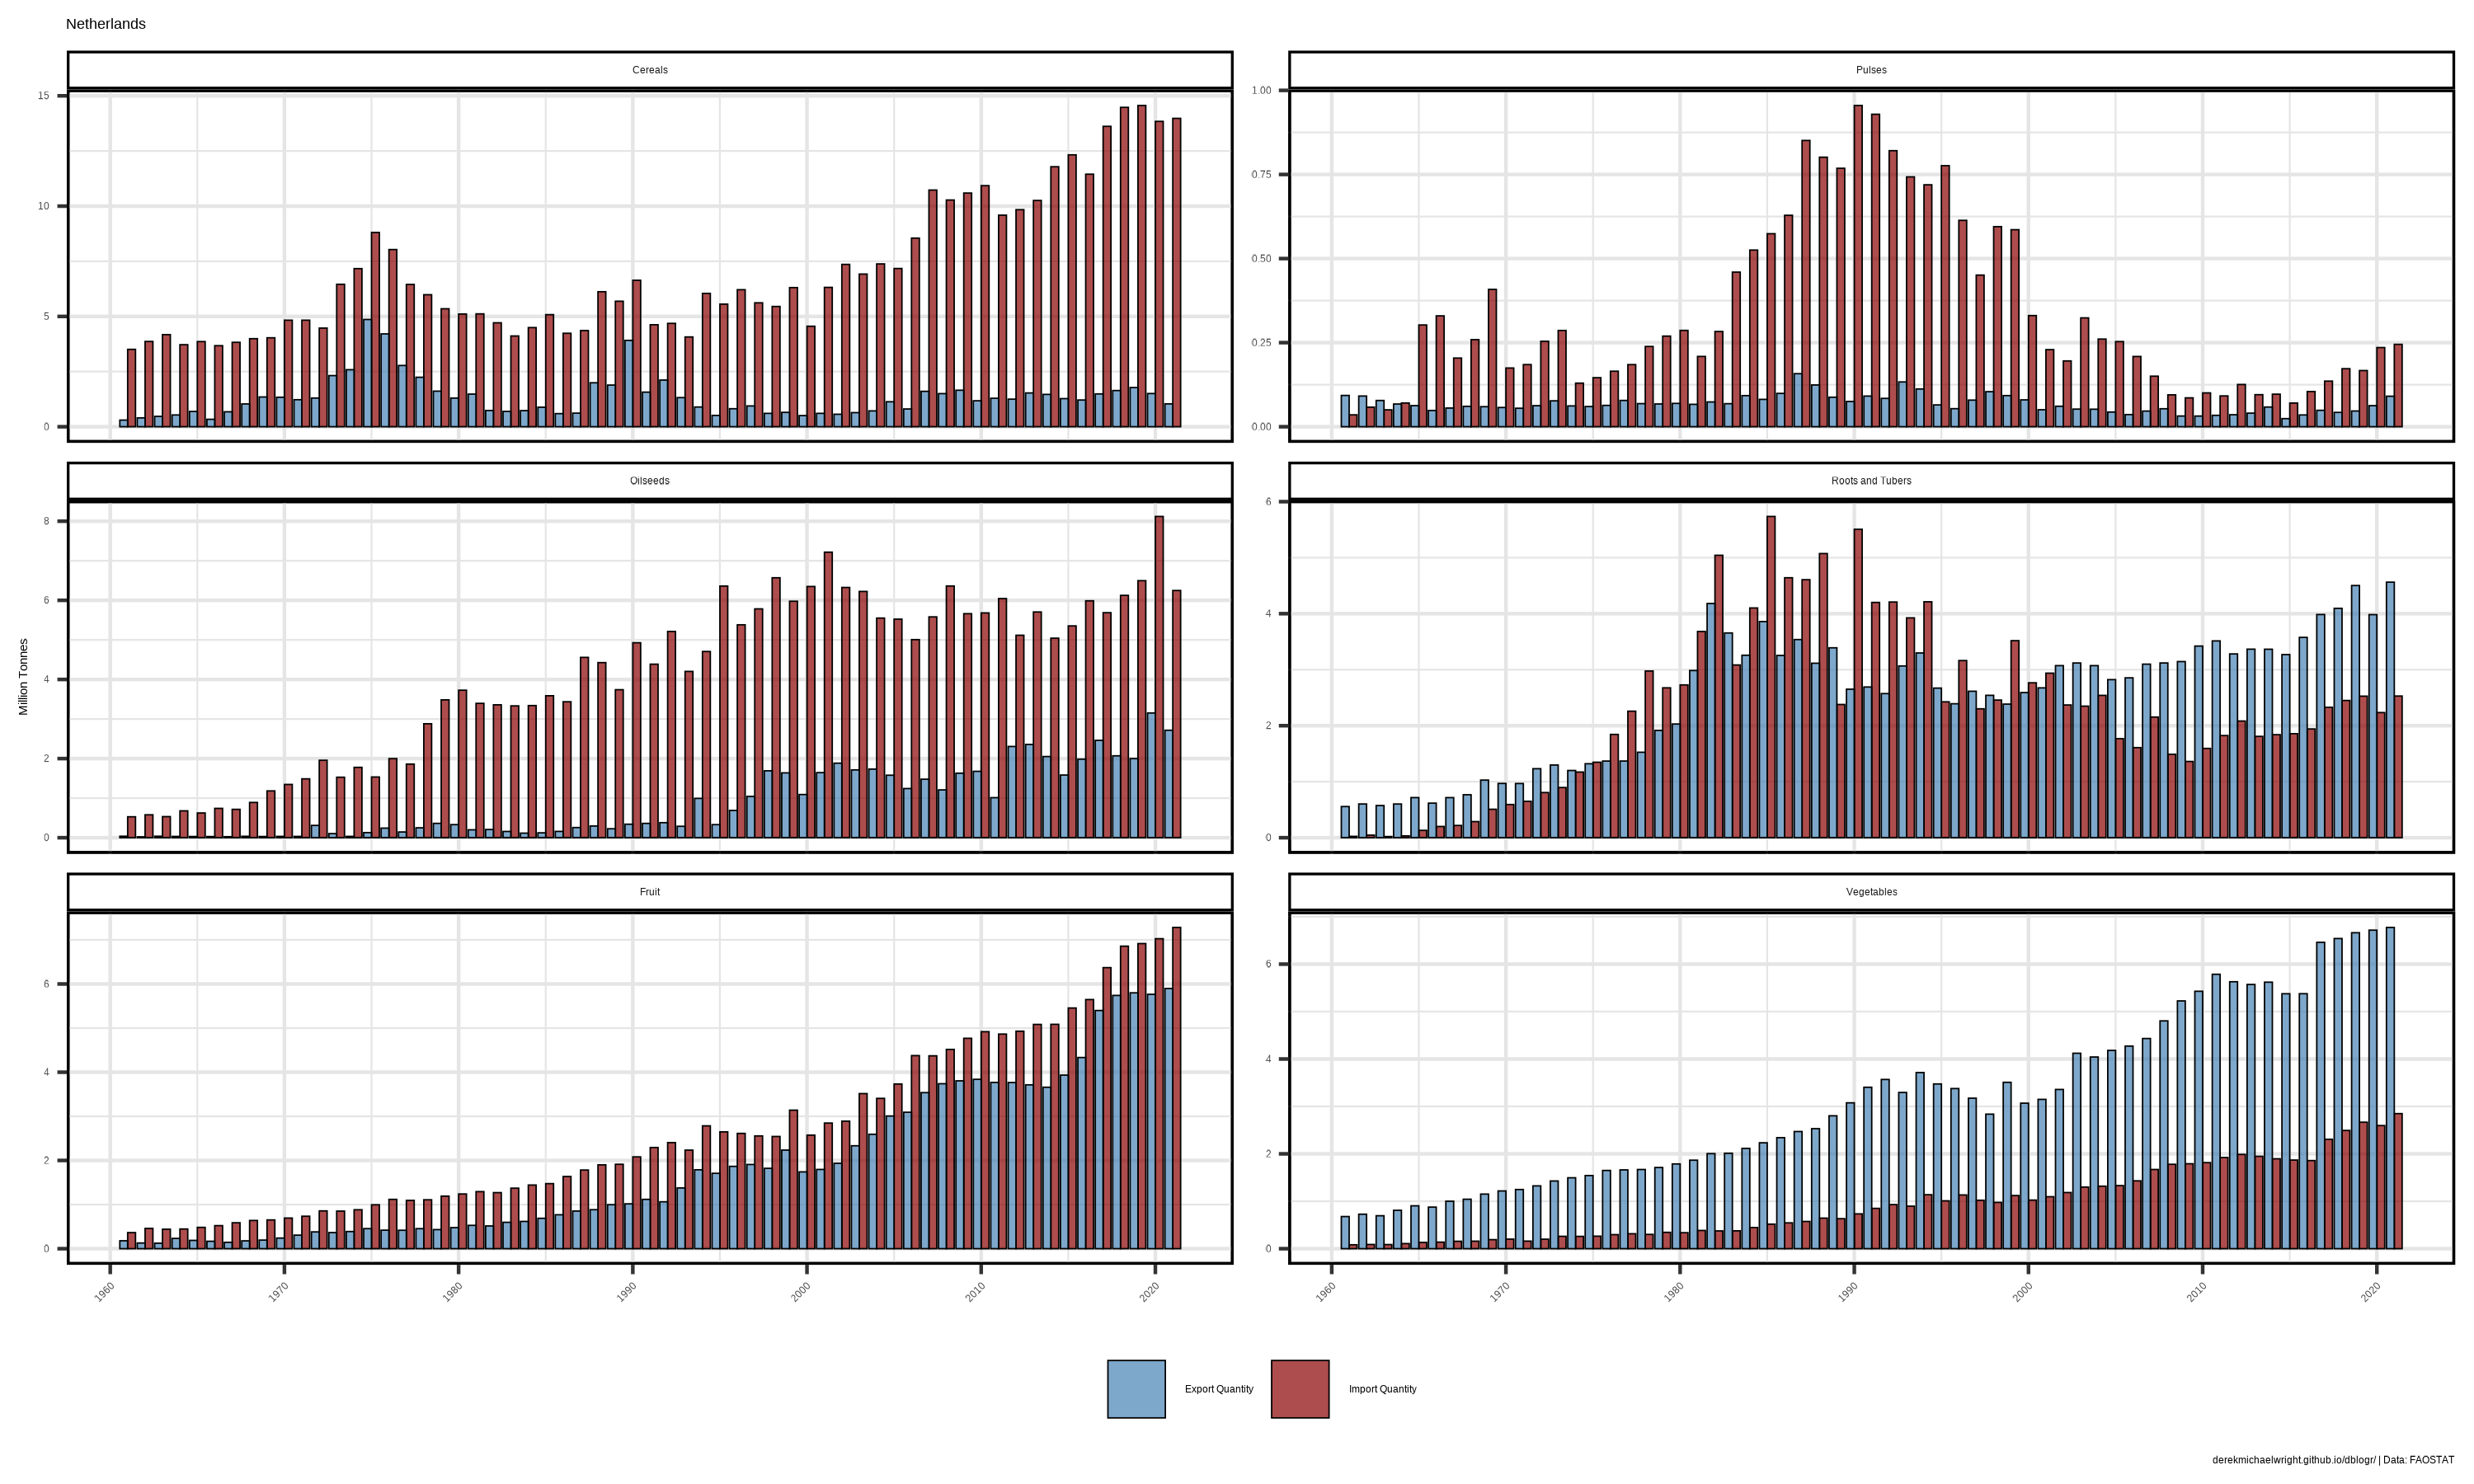 Netherlands
Cereals
Pulses
15
10
5
0
1.00
0.75
0.50
0.25
0.00
Oilseeds
Roots and Tubers
Million Tonnes
8
6
4
2
0
6
4
2
0
Fruit
Vegetables
6
4
2
0
6
4
2
0
1960 1970 1980 1990 2000 2010 2020
1960 1970 1980 1990 2000 2010 2020
Export Quantity Import Quantity
derekmichaelwright.github.io/dblogr/ | Data: FAOSTAT